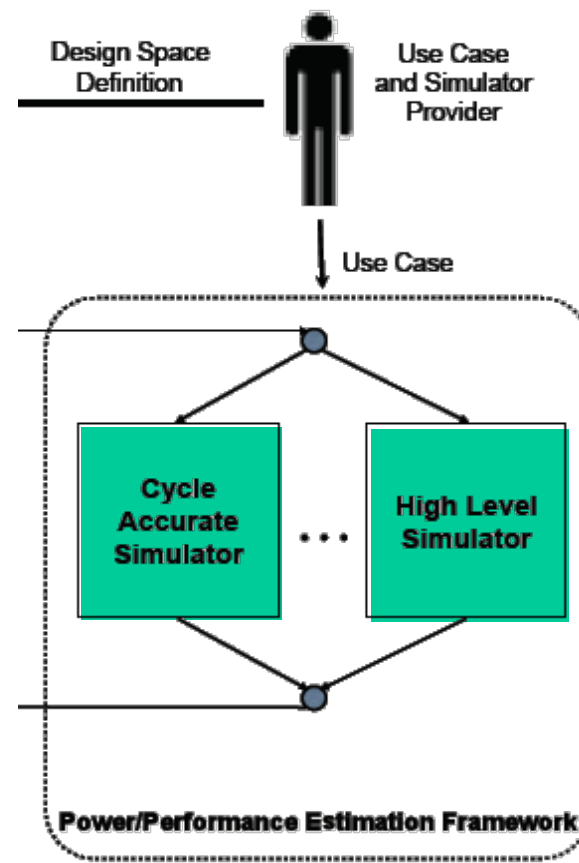 Design Space
Definition
Use Case
and Simulator
Provider
Use Case
Cycle
Accurate
Simulator
• • •
High Level
Simulator
Power/Performance Estimation Framework